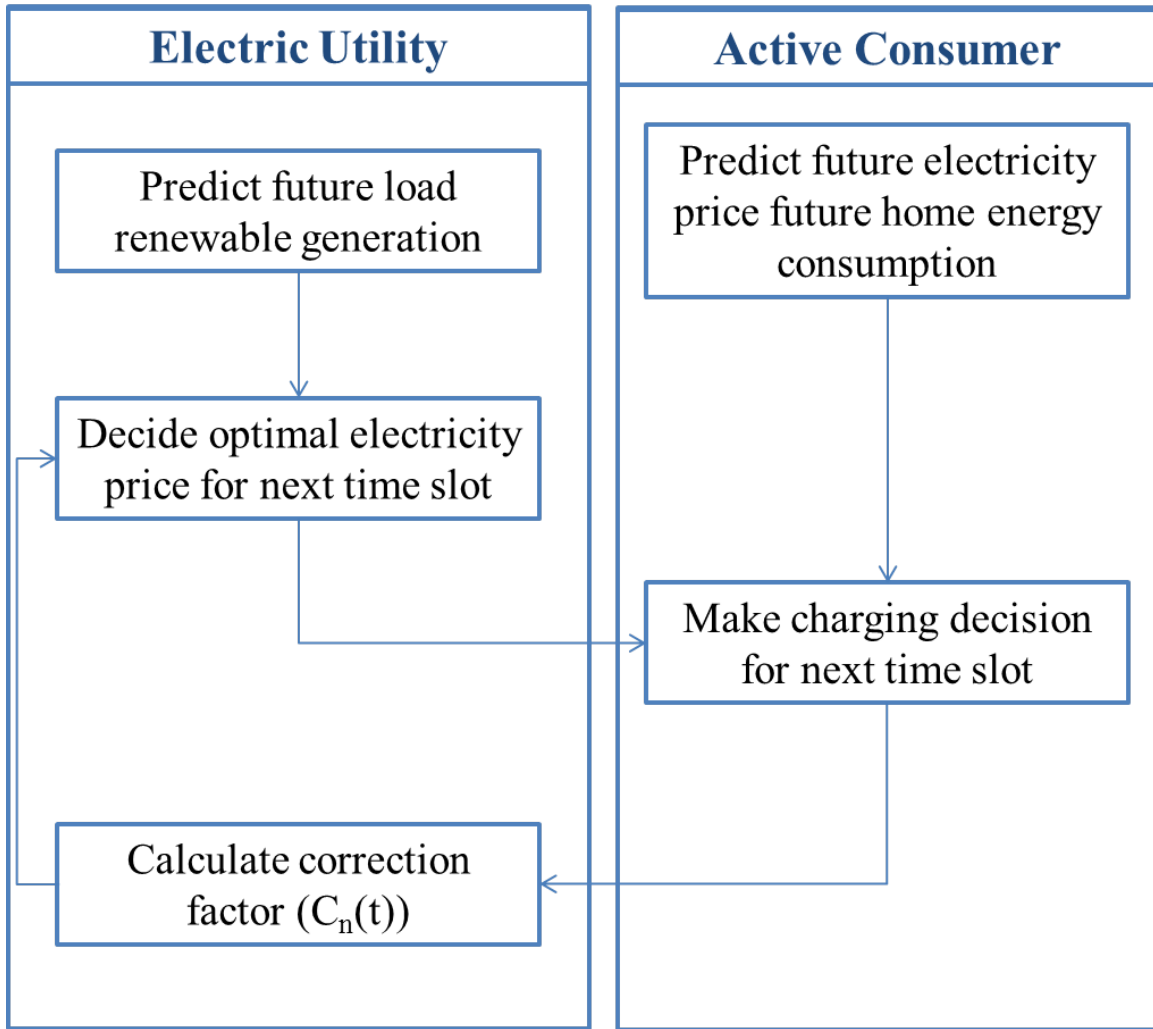 Electric Utility
Active Consumer
Predict future load
renewable generation
Predict future electricity
price future home energy
consumption
Decide optimal electricity
price for next time slot
Make charging decision
for next time slot
Calculate correction
factor (Cₙ(t))